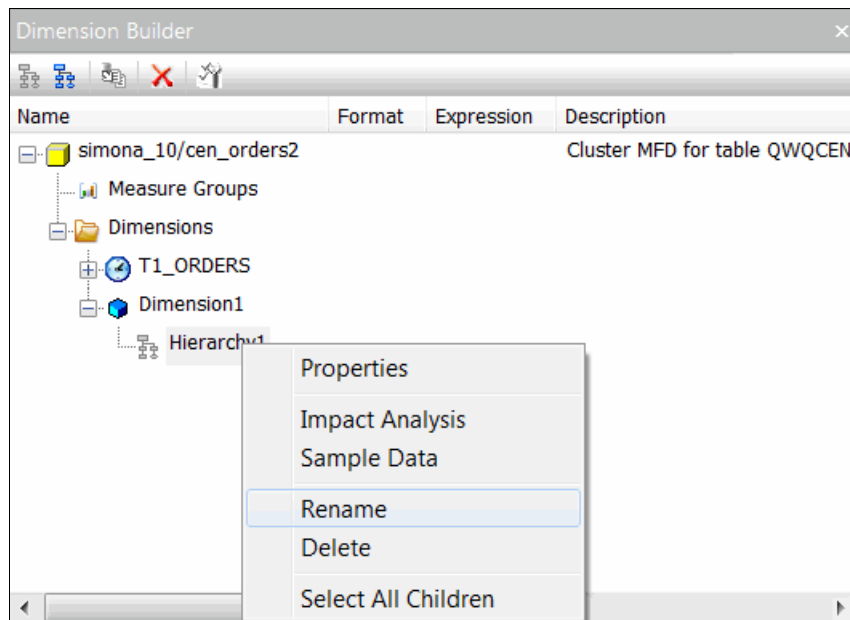 Dimension Builder
Name Format Expression Description
simona_10/cen_orders2 Cluster MFD for table QWQCEN
Measure Groups
Dimensions
T1_ORDERS
Dimension1
Hierarchy1
Properties
Impact Analysis
Sample Data
Rename
Delete
Select All Children